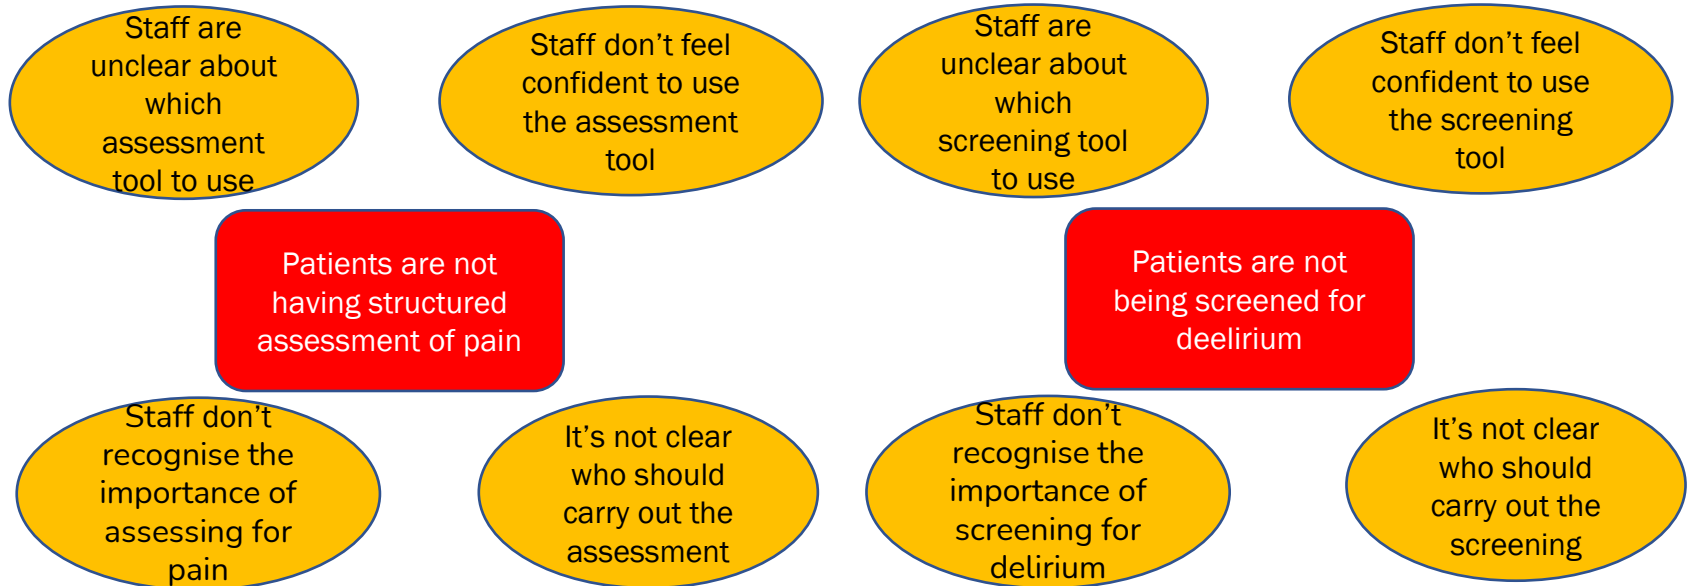 Staff are
unclear about
which
assessment
tool to use
Staff don’t feel
confident to use
the assessment
tool
Patients are not
having structured
assessment of pain
Staff don’t
recognise the
importance of
assessing for
pain
It’s not clear
who should
carry out the
assessment
Staff are
unclear about
which
screening tool
to use
Staff don’t feel
confident to use
the screening
tool
Patients are not
being screened for
deelirium
Staff don’t
recognise the
importance of
screening for
delirium
It’s not clear
who should
carry out the
screening